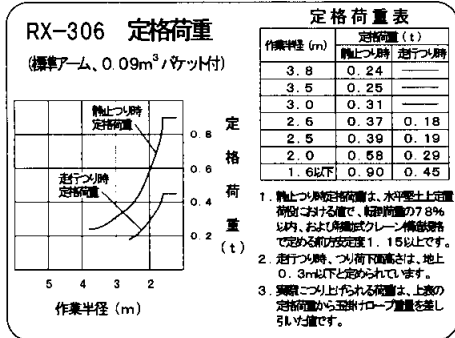 RX-306 定格荷重
(標準アーム、0.09m³バケット付)
静止つり時
定格荷重
走行つり時
定格荷重
0.8
0.6
0.4
0.2
定格荷重(t)
5 4 3 2
作業半径(m)
定格荷重表
作業半径(m) 定格荷重(t)
静止つり時 走行つり時
3.8 0.24 ——
3.5 0.25 ——
3.0 0.31 ——
2.6 0.37 0.18
2.5 0.39 0.19
2.0 0.58 0.29
1.6以下 0.90 0.45
1.静止つり時定格荷重は、水平堅土上定置
荷役における値で、転倒荷重の78%
以内、および移動式クレーン構造規格
で定める前方安定度1.15以上です。
2.走行つり時、つり荷下面高さは、地上
0.3m以下と定められています。
3.実際につり上げられる荷重は、上表の
定格荷重から玉掛けロープ重量を差し
引いた値です。